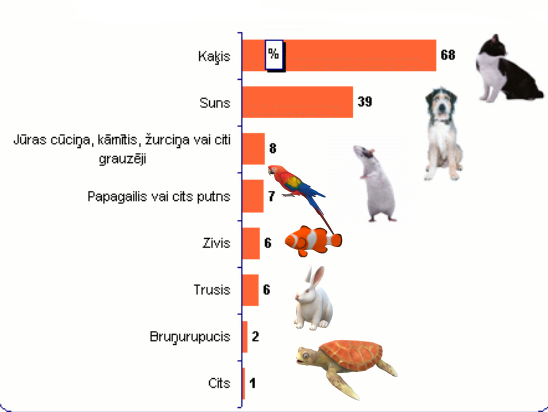 Kaķis
%
68
Suns
39
Jūras cūciņa, kāmītis, žurciņa vai citi
grauzēji
8
Papagailis vai cits putns
7
Zivis
6
Trusis
6
Bruņurupucis
2
Cits
1